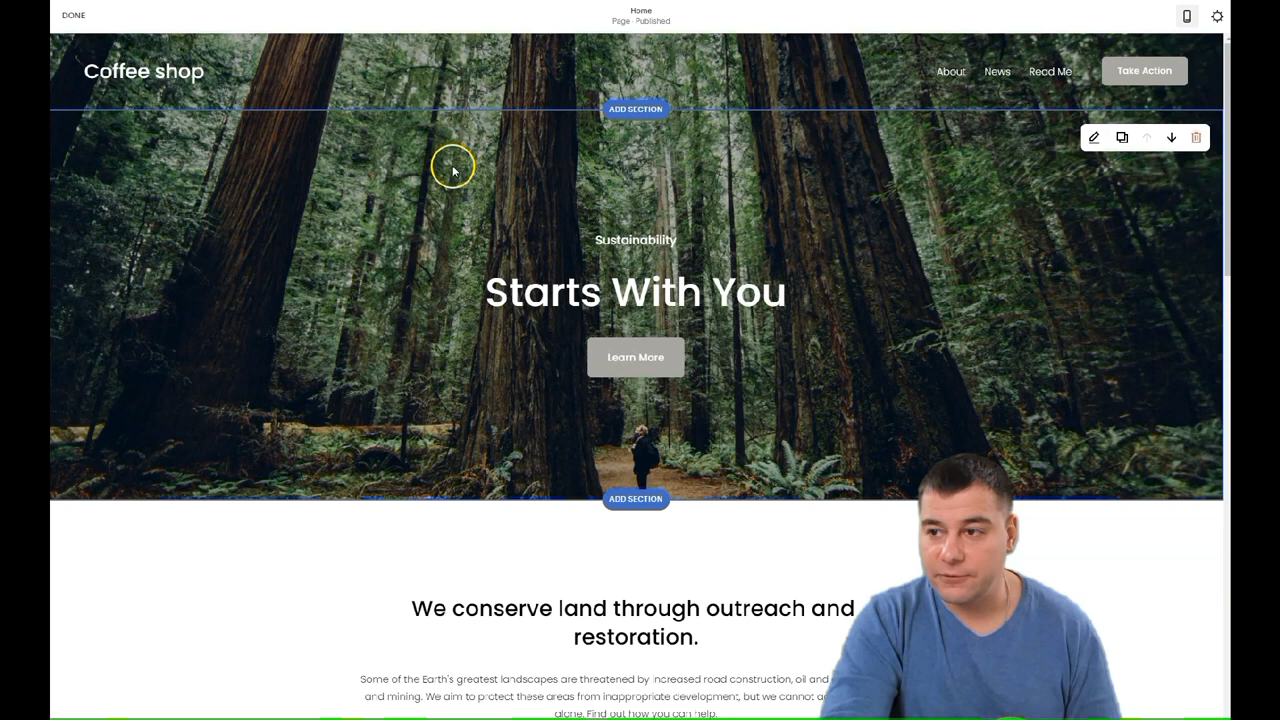 DONE
Home
Page · Published
Coffee shop
About
News
Read Me
Take Action
ADD SECTION
Sustainability
Starts With You
Learn More
ADD SECTION
We conserve land through outreach and
restoration.
Some of the Earth's greatest landscapes are threatened by increased road construction, oil and
and mining. We aim to protect these areas from inappropriate development, but we cannot
alone. Find out how you can help.